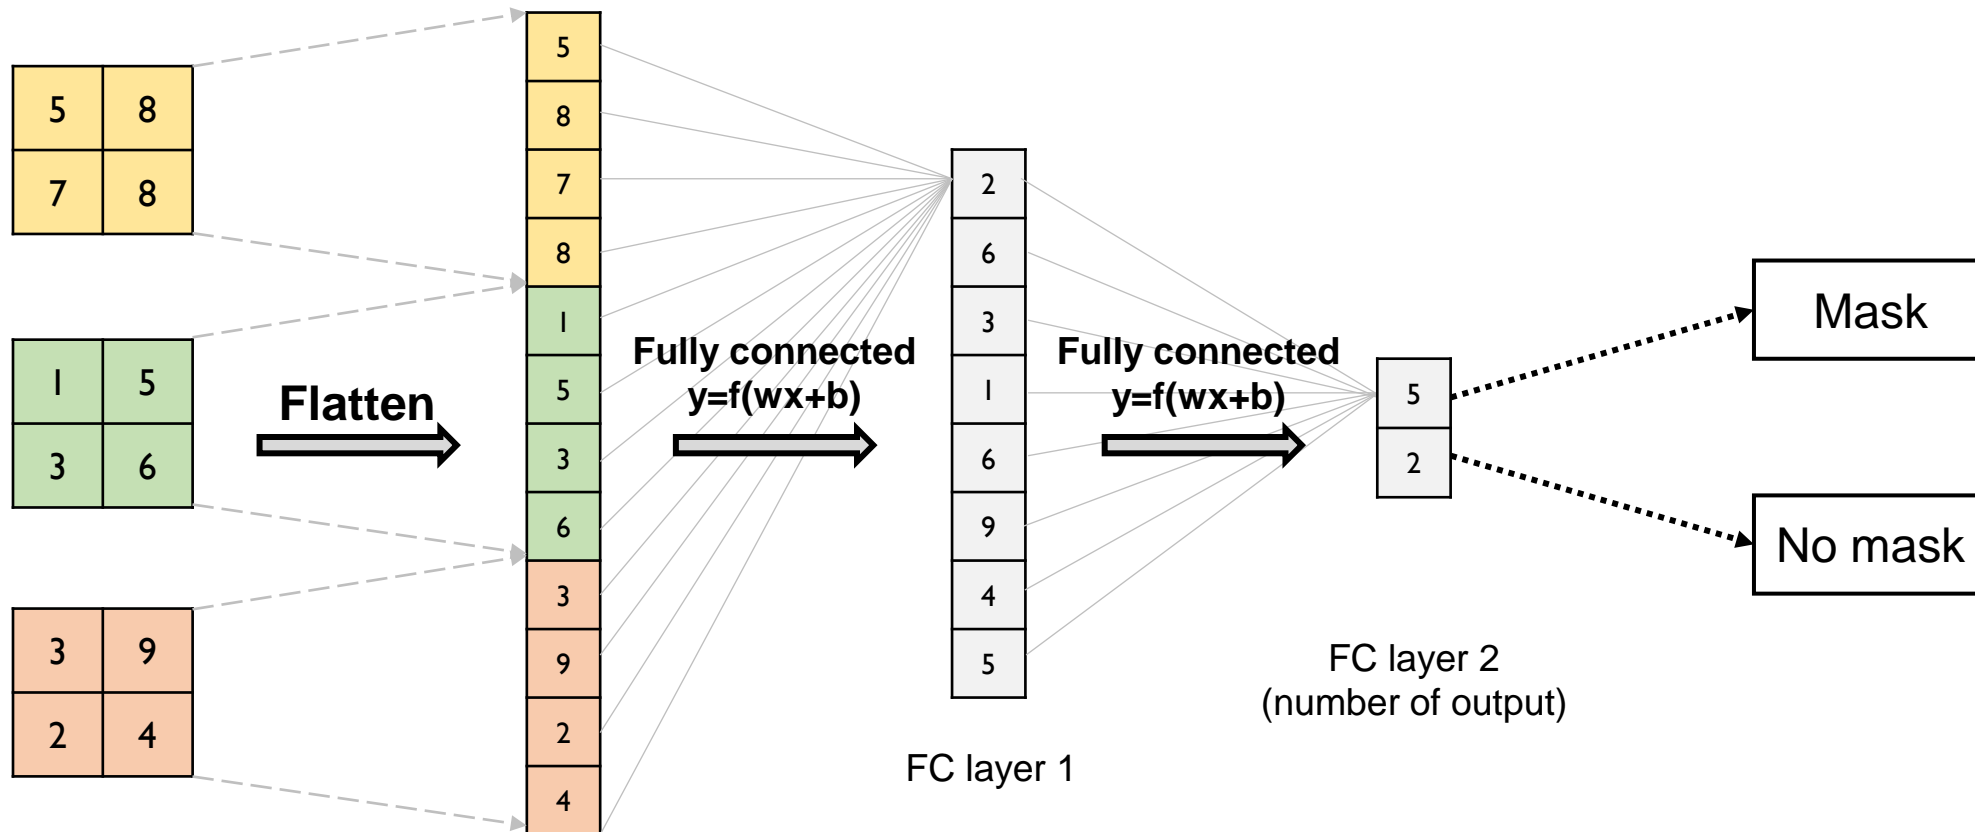 5 8
7 8
1 5
3 6
3 9
2 4
Flatten
5
8
7
8
1
5
3
6
3
9
2
4
Fully connected
y=f(wx+b)
2
6
3
1
6
9
4
5
FC layer 1
Fully connected
y=f(wx+b)
5
2
FC layer 2
(number of output)
Mask
No mask